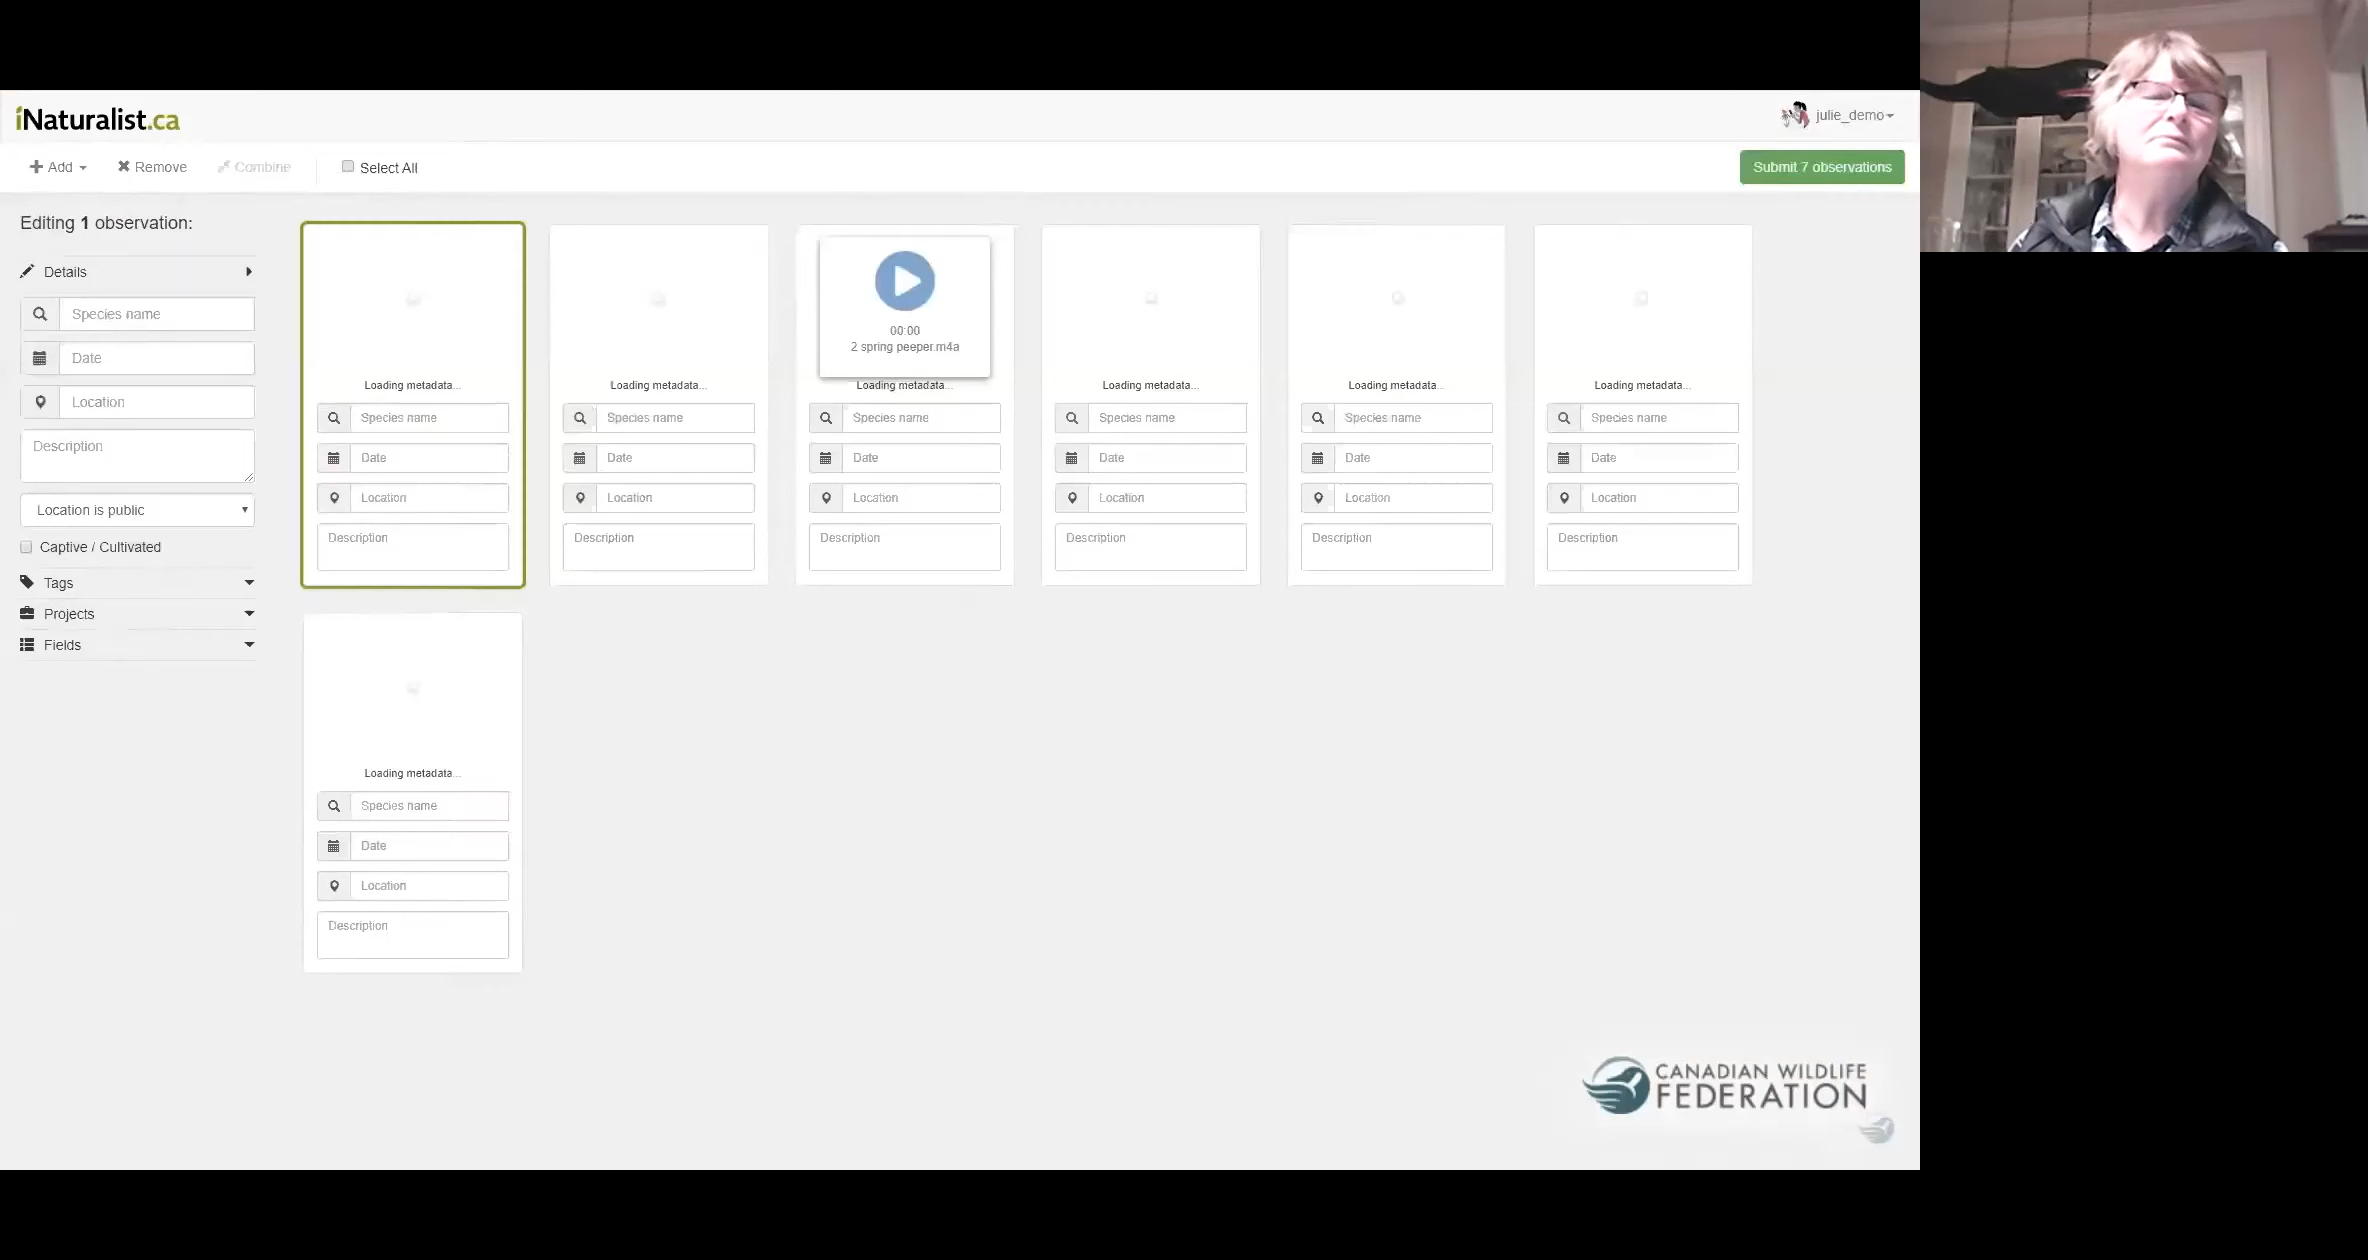 iNaturalist.ca
julie_demo
Add
Remove
Combine
Select All
Submit 7 observations
Editing 1 observation:
Details
Species name
Date
Location
Description
Location is public
Captive / Cultivated
Tags
Projects
Fields
Loading metadata...
Species name
Date
Location
Description
Loading metadata...
Species name
Date
Location
Description
00:00
2 spring peeper.m4a
Loading metadata...
Species name
Date
Location
Description
Loading metadata...
Species name
Date
Location
Description
Loading metadata...
Species name
Date
Location
Description
Loading metadata...
Species name
Date
Location
Description
Loading metadata...
Species name
Date
Location
Description
CANADIAN WILDLIFE
FEDERATION